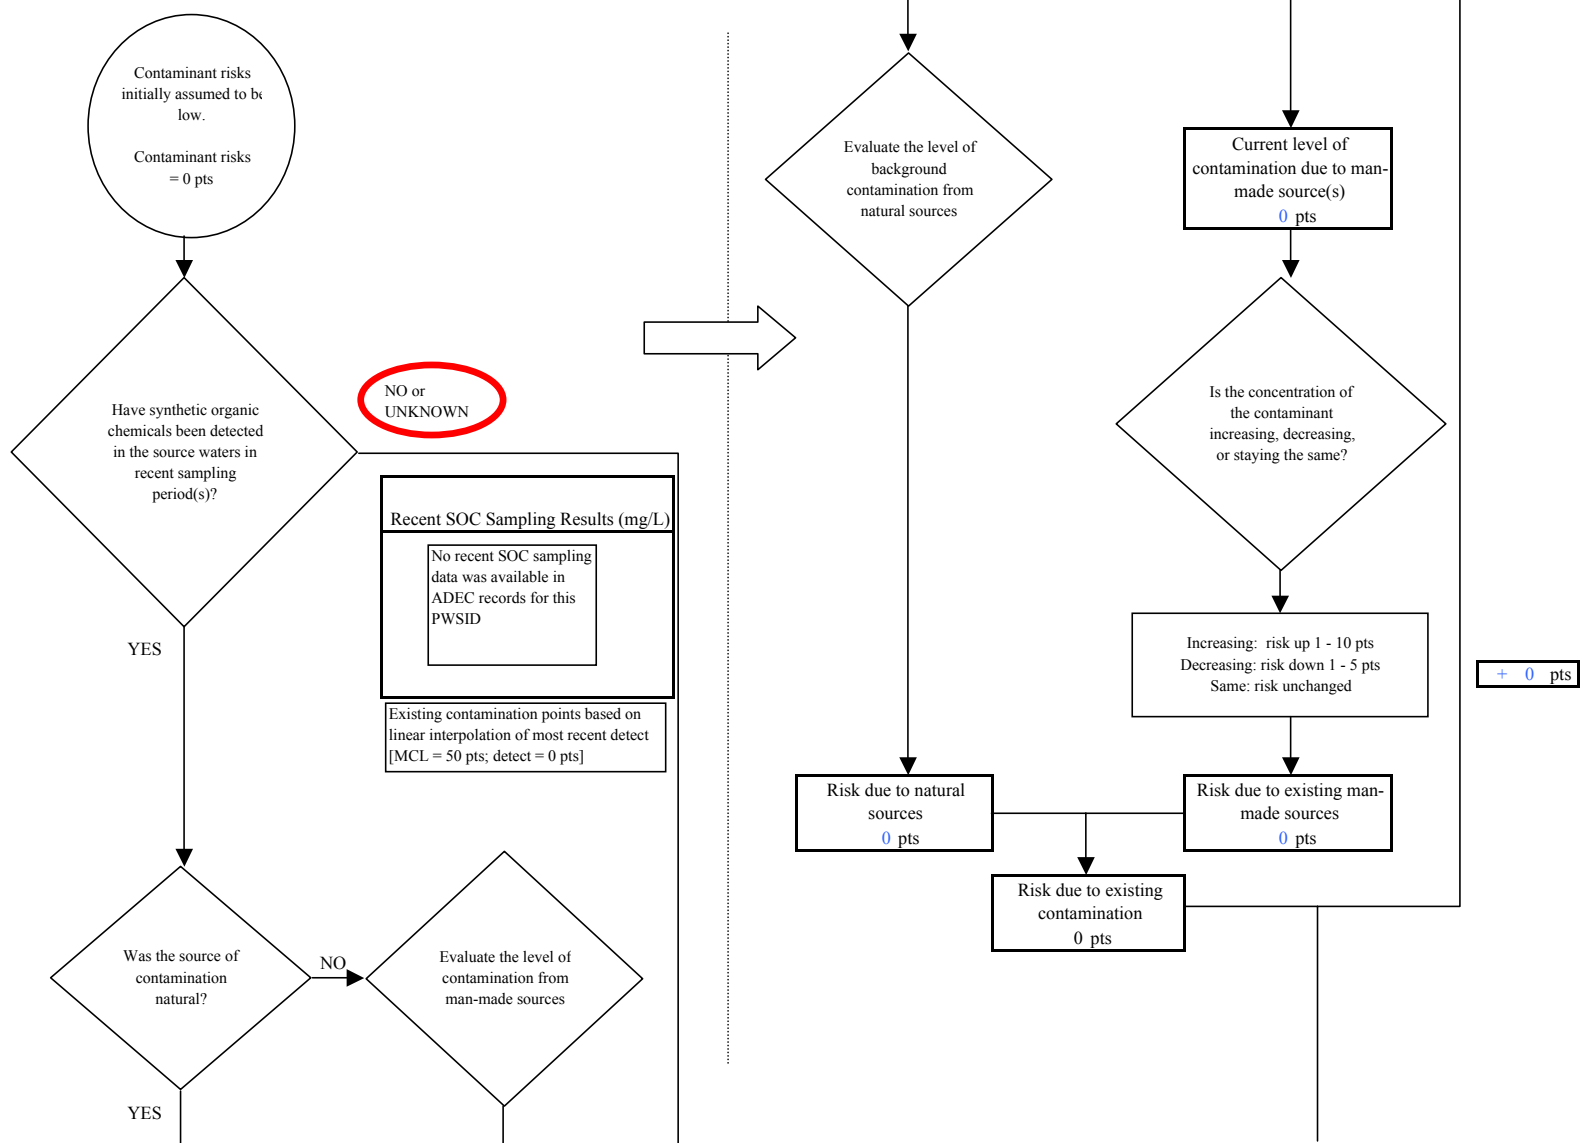 Contaminant risks
initially assumed to be
low.
Contaminant risks
= 0 pts
Have synthetic organic
chemicals been detected
in the source waters in
recent sampling
period(s)?
NO or
UNKNOWN
Recent SOC Sampling Results (mg/L)
No recent SOC sampling
data was available in
ADEC records for this
PWSID
Existing contamination points based on
linear interpolation of most recent detect
[MCL = 50 pts; detect = 0 pts]
YES
Was the source of
contamination
natural?
NO
Evaluate the level of
contamination from
man-made sources
YES
Evaluate the level of
background
contamination from
natural sources
Current level of
contamination due to man-
made source(s)
0 pts
Is the concentration of
the contaminant
increasing, decreasing,
or staying the same?
Increasing: risk up 1 - 10 pts
Decreasing: risk down 1 - 5 pts
Same: risk unchanged
+ 0 pts
Risk due to natural
sources
0 pts
Risk due to existing man-
made sources
0 pts
Risk due to existing
contamination
0 pts